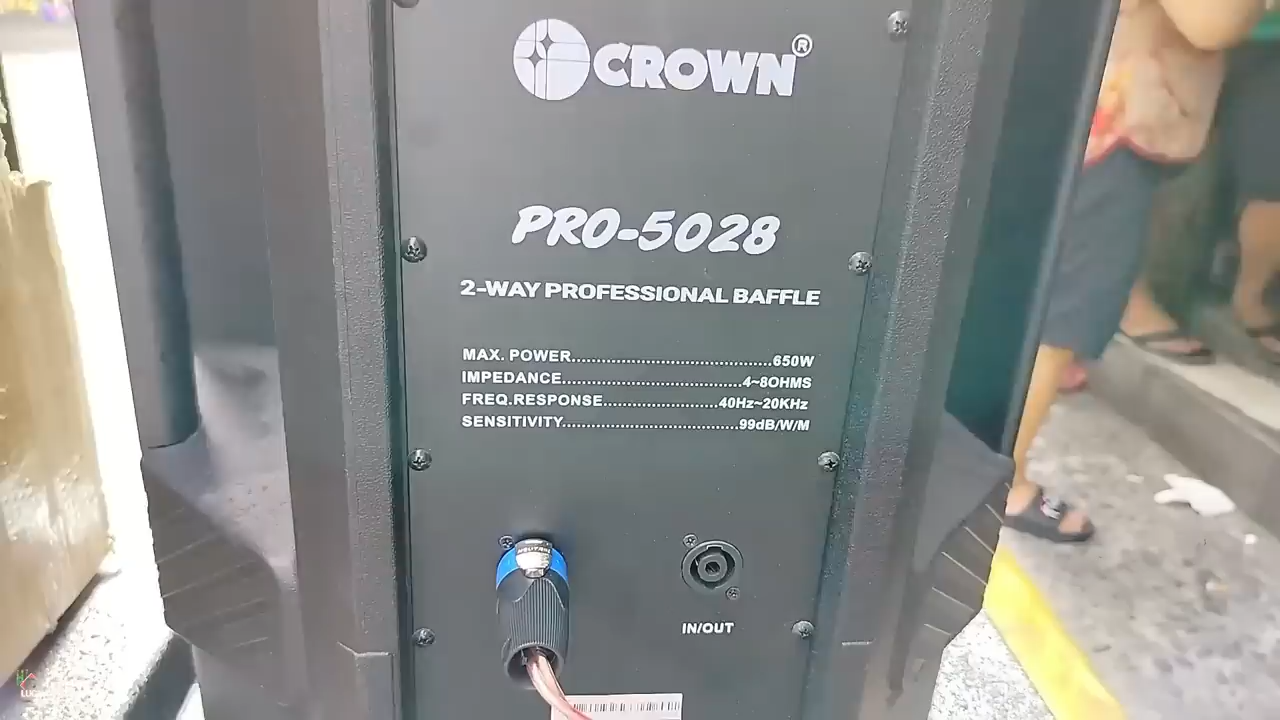 CROWN®
PRO-5028
2-WAY PROFESSIONAL BAFFLE
MAX. POWER..................................650W
IMPEDANCE..................................4~8OHMS
FREQ.RESPONSE......................40Hz~20KHz
SENSITIVITY.................................99dB/W/M
NEUTRIK
IN/OUT